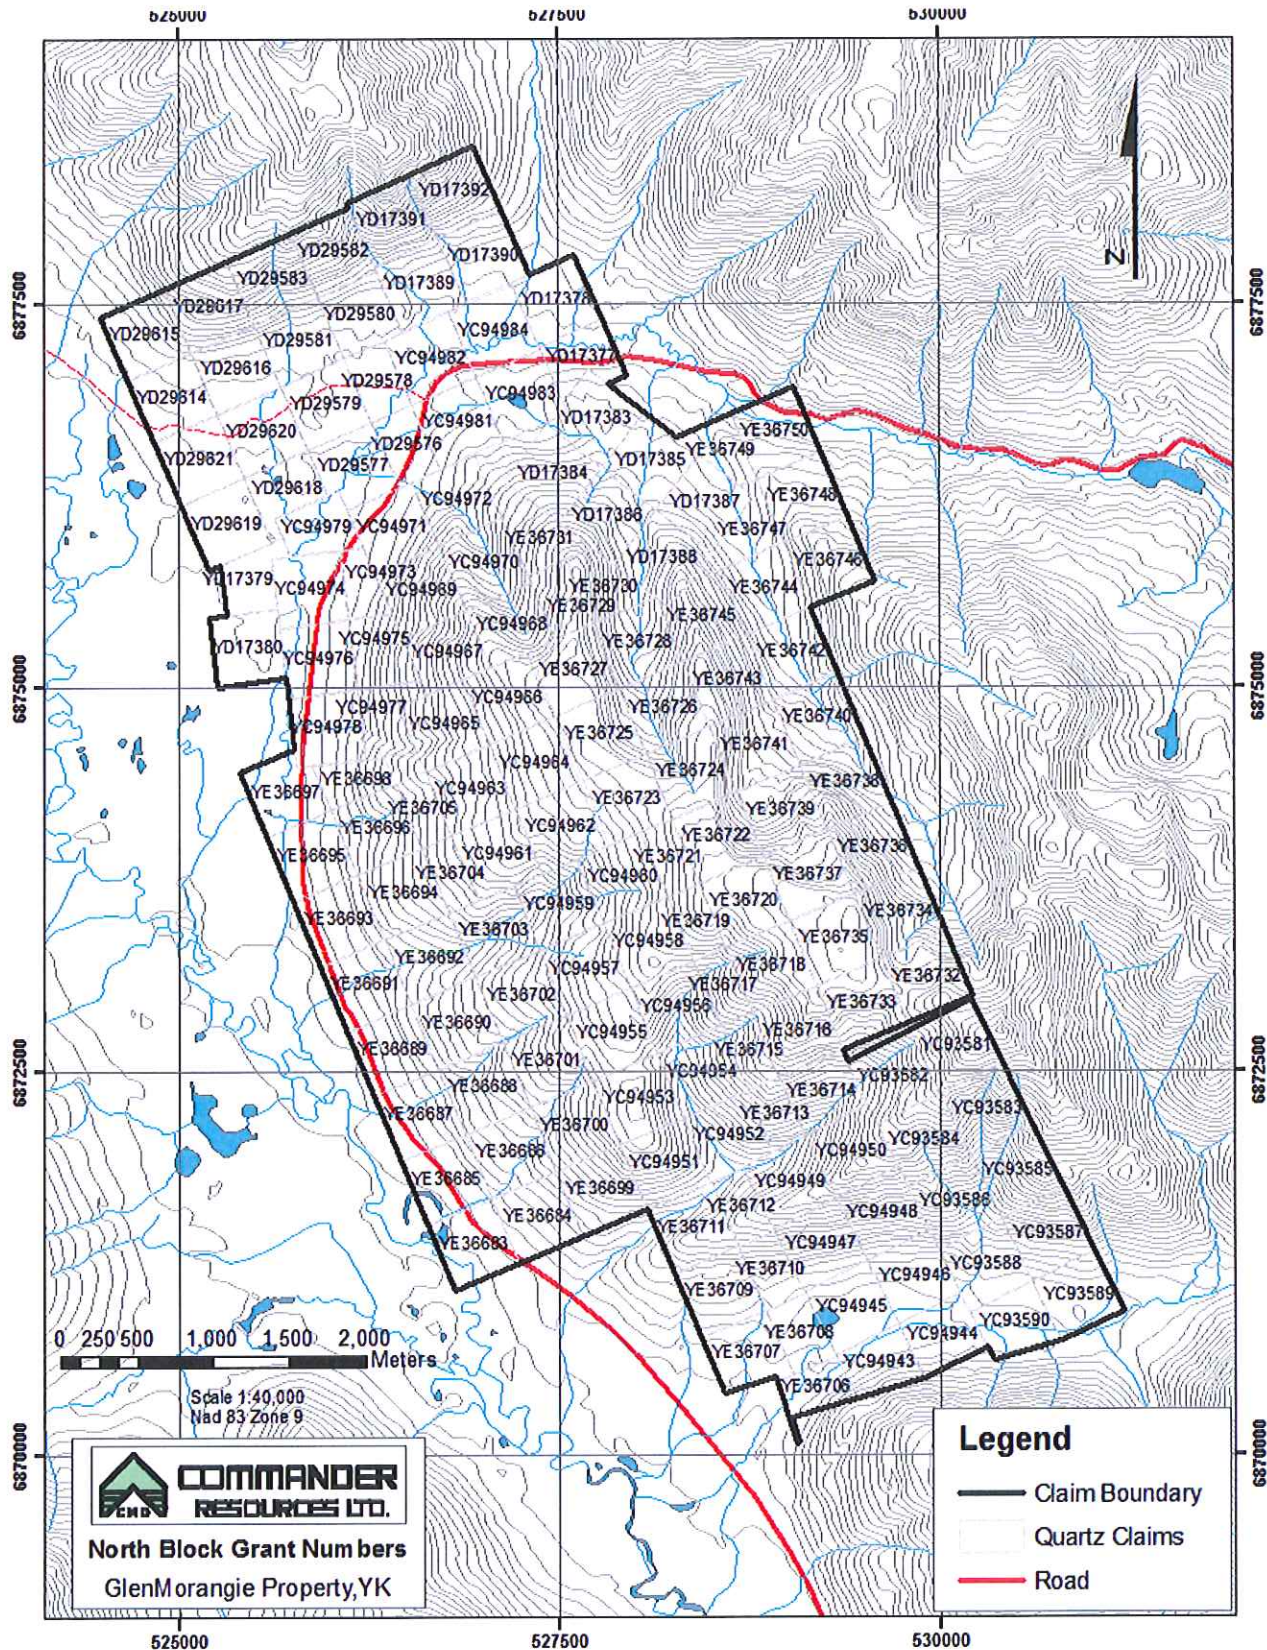 525000 527500 530000
YD17392
YD17391
YD29582
YD17390
YD29583
YD17389
YD17378
YD29617
YD29580
YD29615
YC94984
YD29581
YC94982
YD17377
YD29616
YD29578
YC94983
YD29614
YD29579
YC94981
YD17383
YD29620
YE36750
YD29576
YE36749
YD29621
YD29577
YD17385
YD17384
YD29618
YC94972
YE36748
YD17387
YD17386
YD29619
YC94979
YC94971
YE36747
YE36731
YD17388
YE36746
YC94970
YC94973
YD17379
YC94974
YC94969
YE36730
YE36744
YE36729
YE36745
YC94968
YC94975
YE36728
YD17380
YC94976
YC94967
YE36742
YE36727
YE36743
YC94966
YC94977
YE36726
YC94978
YC94965
YE36740
YE36725
YE36741
YC94964
YE36724
YE36698
YE36738
YE36697
YC94963
YE36723
YE36705
YE36739
YE36696
YC94962
YE36722
YE36736
YE36695
YC94961
YE36721
YE36704
YC94960
YE36737
YE36694
YC94959
YE36720
YE36734
YE36693
YE36719
YE36703
YC94958
YE36735
YE36692
YC94957
YE36718
YE36732
YE36691
YE36717
YE36702
YC94956
YE36733
YE36690
YC94955
YE36716
YC93581
YE36689
YE36701
YE36715
YC94954
YC93582
YE36688
YC94953
YE36714
YE36687
YE36713
YC93583
YE36700
YC94952
YC93584
YE36686
YC94951
YC94950
YC93585
YE36685
YE36699
YC94949
YC93586
YE36684
YE36712
YC94948
YE36711
YC93587
YE36683
YC94947
YE36710
YC94946
YC93588
YE36709
YC94945
YC93589
YE36708
YC94944
YC93590
YE36707
YC94943
YE36706
6877500 6877500
6875000 6875000
6872500 6872500
6870000 6870000
N
0 250 500 1,000 1,500 2,000
Meters
Scale 1:40,000
Nad 83 Zone 9
CMD
COMMANDER
RESOURCES LTD.
North Block Grant Numbers
GlenMorangie Property,YK
Legend
Claim Boundary
Quartz Claims
Road
525000 527500 530000